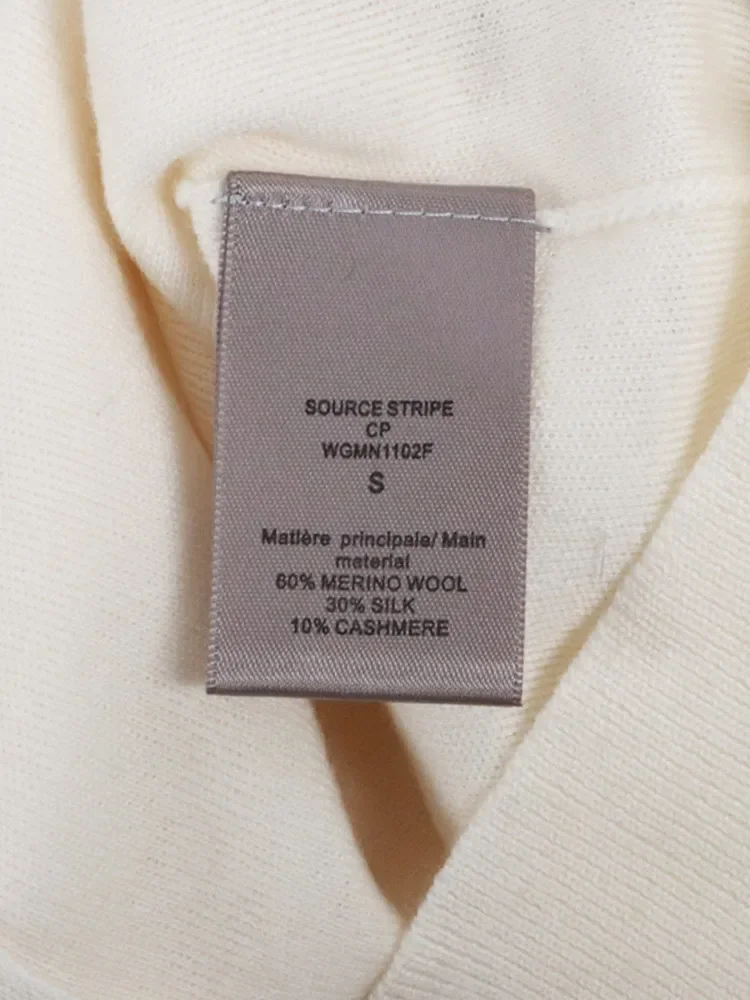 SOURCE STRIPE
CP
WGMN1102F
S
Matière principale/ Main
material
60% MERINO WOOL
30% SILK
10% CASHMERE